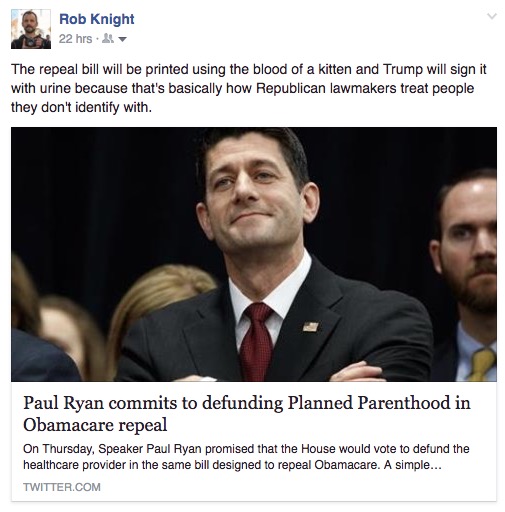 Rob Knight
22 hrs ·
The repeal bill will be printed using the blood of a kitten and Trump will sign it
with urine because that's basically how Republican lawmakers treat people
they don't identify with.
Paul Ryan commits to defunding Planned Parenthood in
Obamacare repeal
On Thursday, Speaker Paul Ryan promised that the House would vote to defund the
healthcare provider in the same bill designed to repeal Obamacare. A simple…
TWITTER.COM